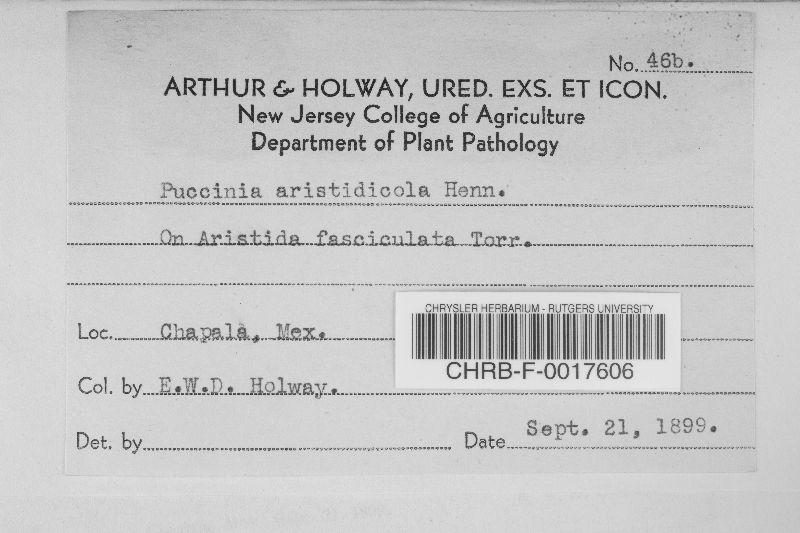 No. 46b.
ARTHUR & HOLWAY, URED. EXS. ET ICON.
New Jersey College of Agriculture
Department of Plant Pathology
Puccinia aristidicola Henn.
On Aristida fasciculata Torr.
CHRYSLER HERBARIUM - RUTGERS UNIVERSITY
CHRB-F-0017606
Loc. Chapala, Mex.
Col. by E.W.D. Holway.
Det. by
Date Sept. 21, 1899.